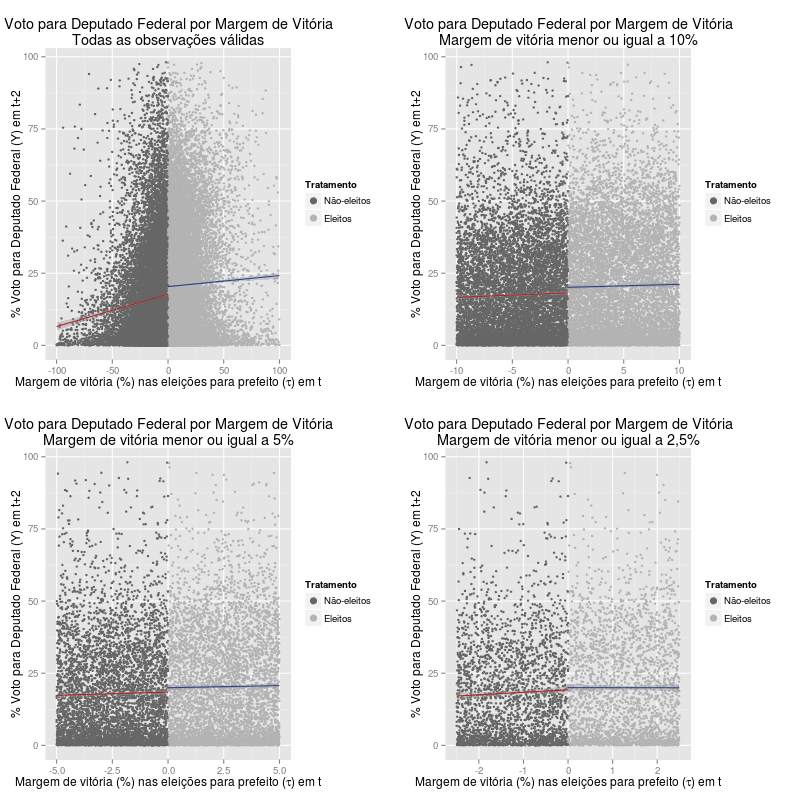 Voto para Deputado Federal por Margem de Vitória
Todas as observações válidas
100
75
50
25
0
% Voto para Deputado Federal (Y) em t+2
-100 -50 0 50 100
Margem de vitória (%) nas eleições para prefeito (τ) em t
Tratamento
Não-eleitos
Eleitos
Voto para Deputado Federal por Margem de Vitória
Margem de vitória menor ou igual a 10%
100
75
50
25
0
% Voto para Deputado Federal (Y) em t+2
-10 -5 0 5 10
Margem de vitória (%) nas eleições para prefeito (τ) em t
Tratamento
Não-eleitos
Eleitos
Voto para Deputado Federal por Margem de Vitória
Margem de vitória menor ou igual a 5%
100
75
50
25
0
% Voto para Deputado Federal (Y) em t+2
-5.0 -2.5 0.0 2.5 5.0
Margem de vitória (%) nas eleições para prefeito (τ) em t
Tratamento
Não-eleitos
Eleitos
Voto para Deputado Federal por Margem de Vitória
Margem de vitória menor ou igual a 2,5%
100
75
50
25
0
% Voto para Deputado Federal (Y) em t+2
-2 -1 0 1 2
Margem de vitória (%) nas eleições para prefeito (τ) em t
Tratamento
Não-eleitos
Eleitos